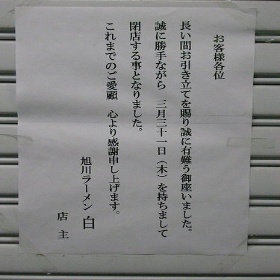 お客様各位
長い間お引き立てを賜り誠に有難う御座いました。
誠に勝手ながら 三月三十一日(木)を持ちまして
閉店する事となりました。
これまでのご愛顧 心より感謝申し上げます。
旭川ラーメン 白
店主